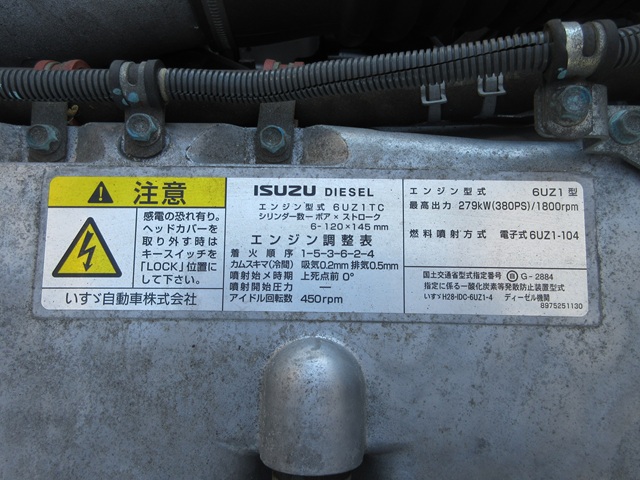 注意
感電の恐れ有り。
ヘッドカバーを
取り外す時は
キースイッチを
「LOCK」位置に
して下さい。
いすゞ自動車株式会社
ISUZU DIESEL
エンジン型式 6UZ1TC
シリンダー数ー ボア × ストローク
6-120×145mm
エンジン調整表
着火順序 1-5-3-6-2-4
カムスキマ(冷間) 吸気0.2mm 排気0.5mm
噴射始メ時期 上死点前 0°
噴射開始圧力 ―
アイドル回転数 450rpm
エンジン型式 6UZ1型
最高出力 279kW(380PS)/1800rpm
燃料噴射方式 電子式6UZ1-104
国土交通省型式指定番号 G-2884
指定に係る一酸化炭素等発散防止装置型式
いすゞH28-IDC-6UZ1-4 ディーゼル機関
8975251130